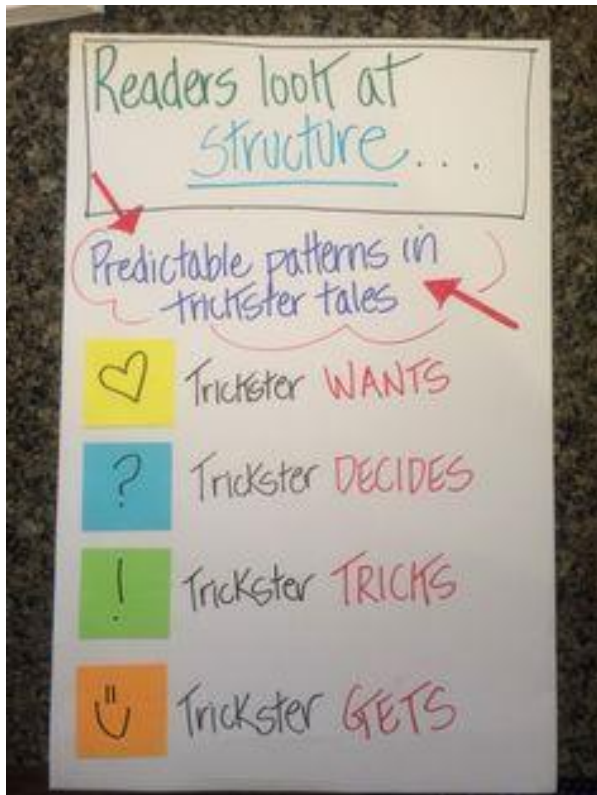 Readers look at
structure...
Predictable patterns in
trickster tales
Trickster WANTS
? Trickster DECIDES
! Trickster TRICKS
Trickster GETS